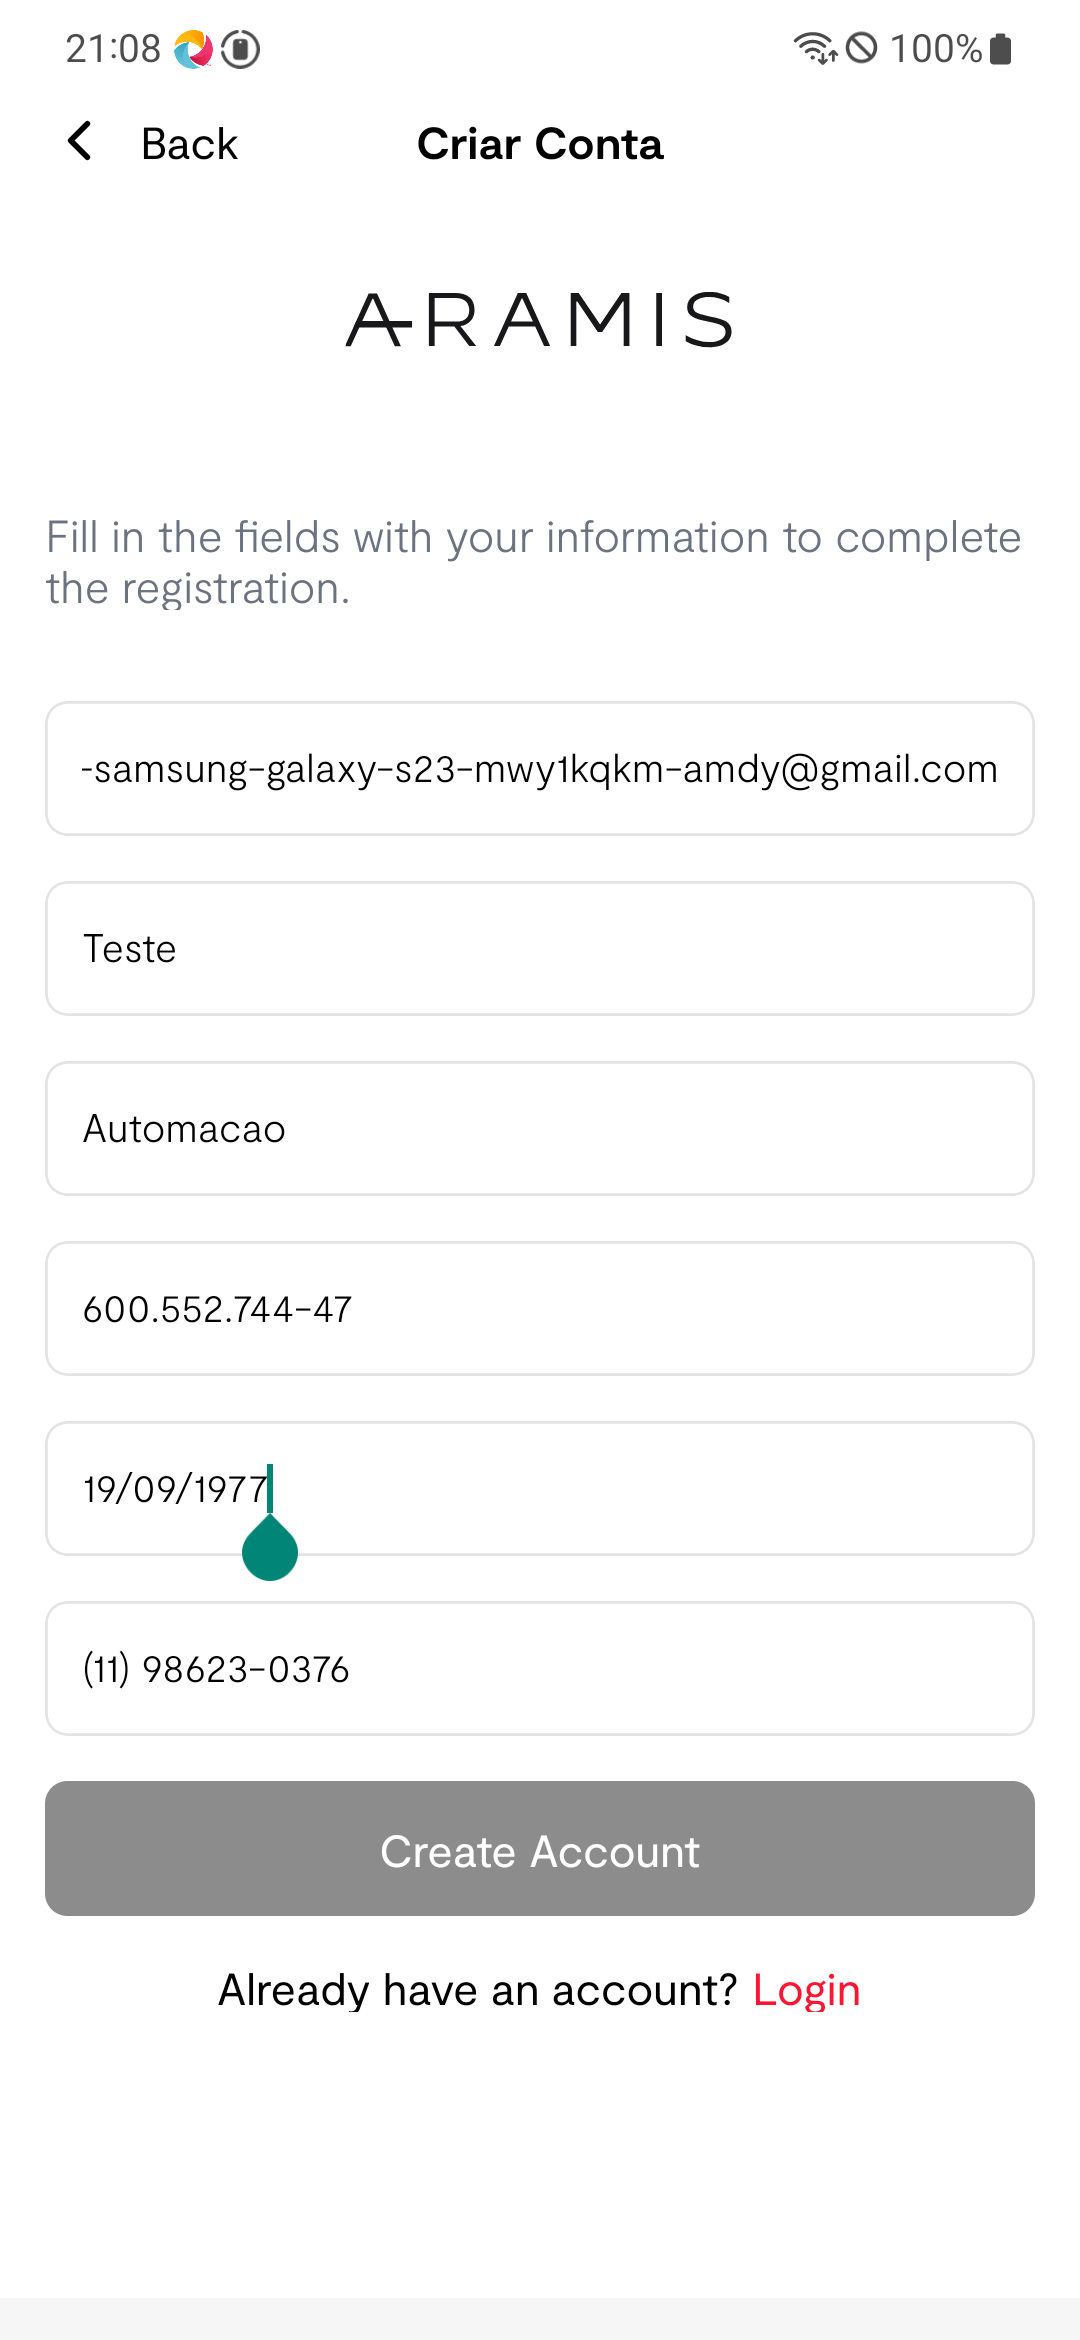 21:08 100%
Back Criar Conta
ARAMIS
Fill in the fields with your information to complete
the registration.
-samsung-galaxy-s23-mwy1kqkm-amdy@gmail.com
Teste
Automacao
600.552.744-47
19/09/1977
(11) 98623-0376
Create Account
Already have an account? Login